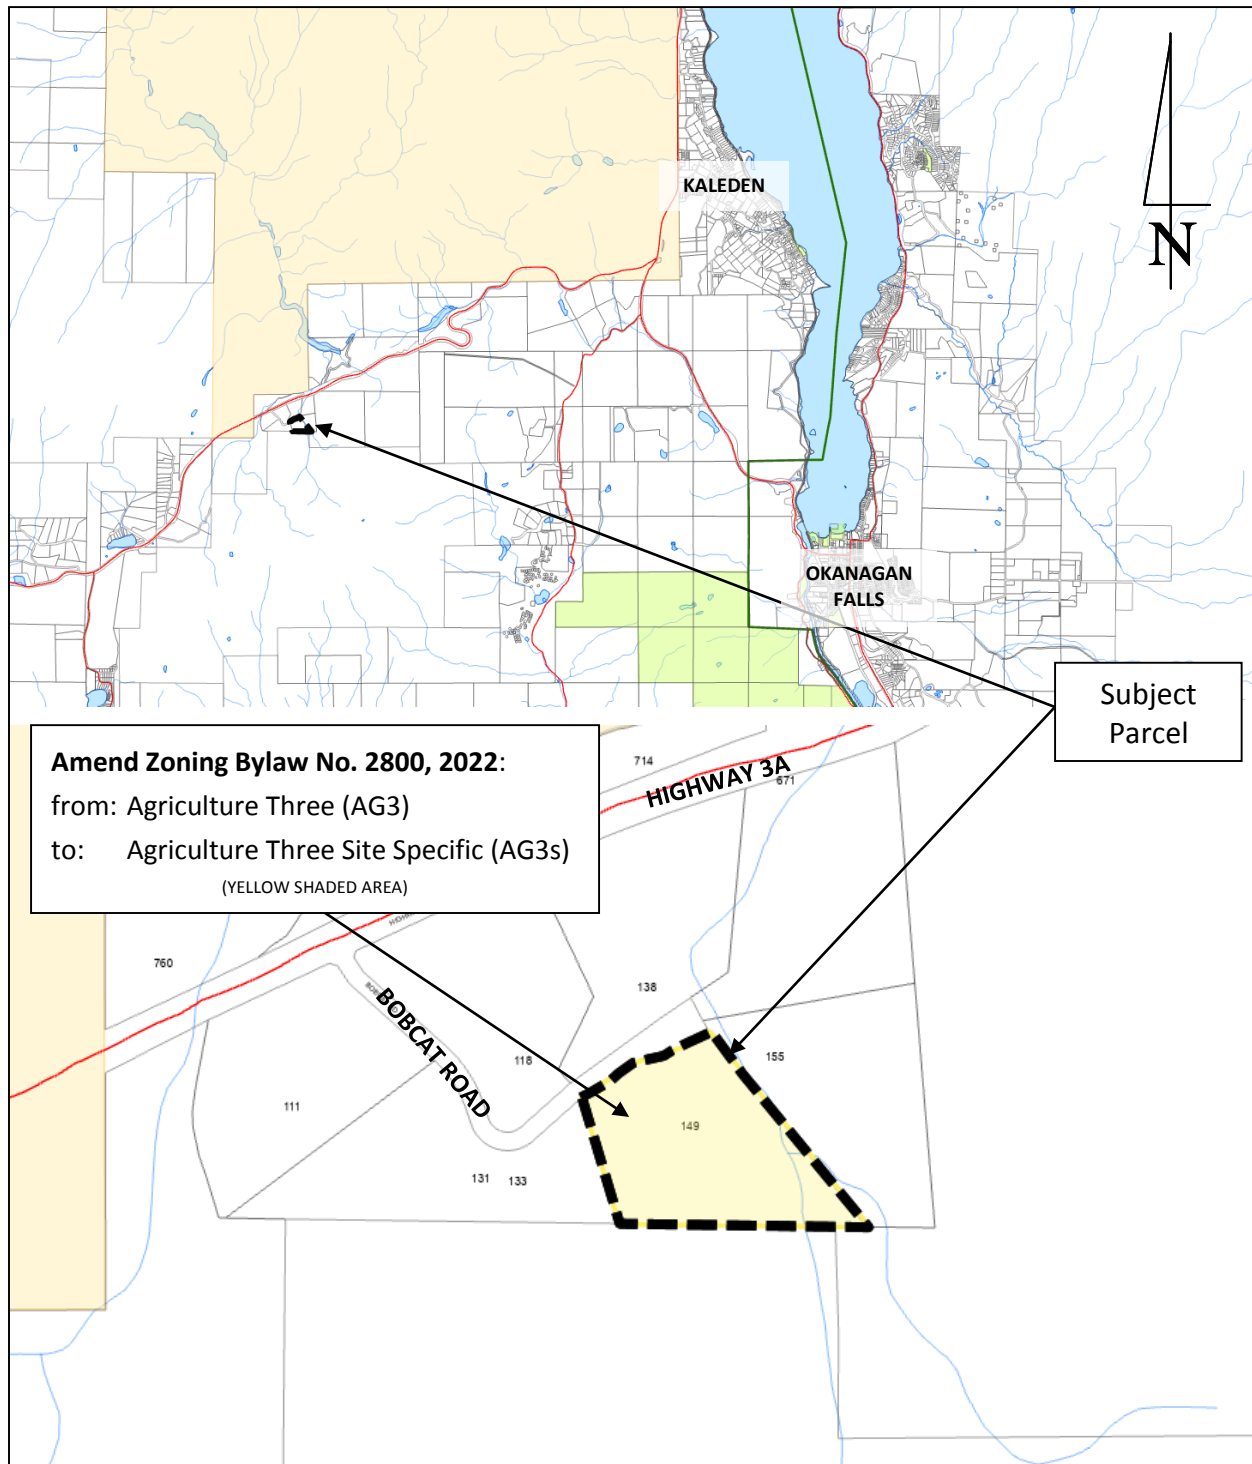 KALEDEN
N
OKANAGAN
FALLS
Subject
Parcel
Amend Zoning Bylaw No. 2800, 2022:
from: Agriculture Three (AG3)
to: Agriculture Three Site Specific (AG3s)
(YELLOW SHADED AREA)
714
HIGHWAY 3A
671
760
138
BOBCAT ROAD
118
155
111
149
131
133